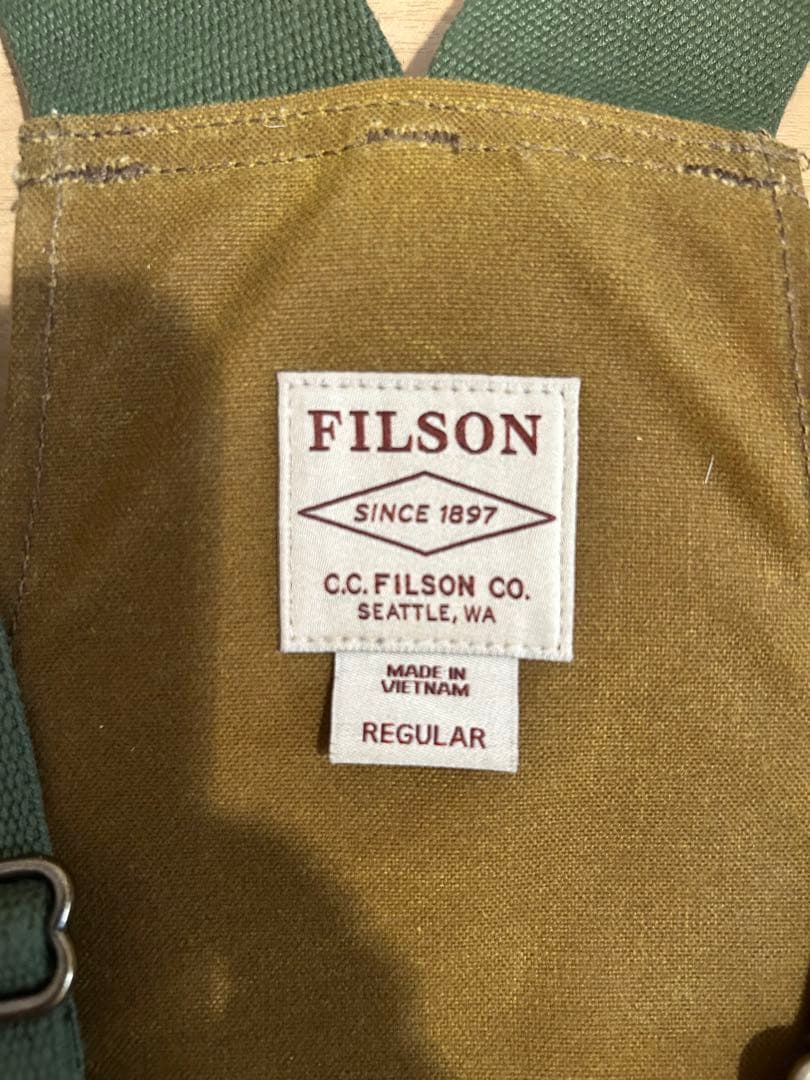 FILSON
SINCE 1897
C.C. FILSON CO.
SEATTLE, WA
MADE IN
VIETNAM
REGULAR